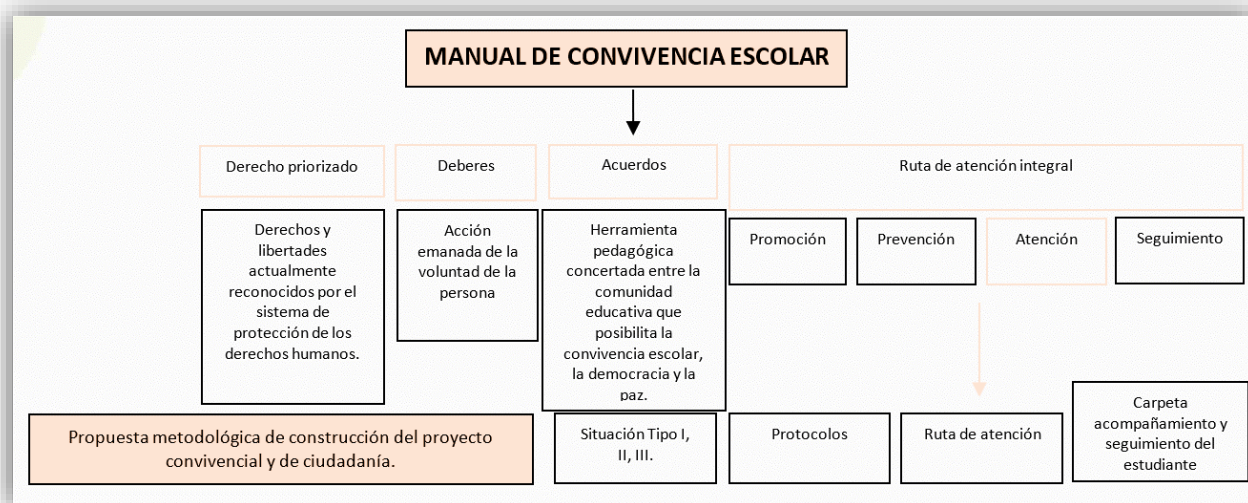 MANUAL DE CONVIVENCIA ESCOLAR
Derecho priorizado
Deberes
Acuerdos
Ruta de atención integral
Derechos y
libertades
actualmente
reconocidos por el
sistema de
protección de los
derechos humanos.
Acción
emanada de la
voluntad de la
persona
Herramienta
pedagógica
concertada entre la
comunidad
educativa que
posibilita la
convivencia escolar,
la democracia y la
paz.
Promoción
Prevención
Atención
Seguimiento
Propuesta metodológica de construcción del proyecto
convivencial y de ciudadanía.
Situación Tipo I,
II, III.
Protocolos
Ruta de atención
Carpeta
acompañamiento y
seguimiento del
estudiante